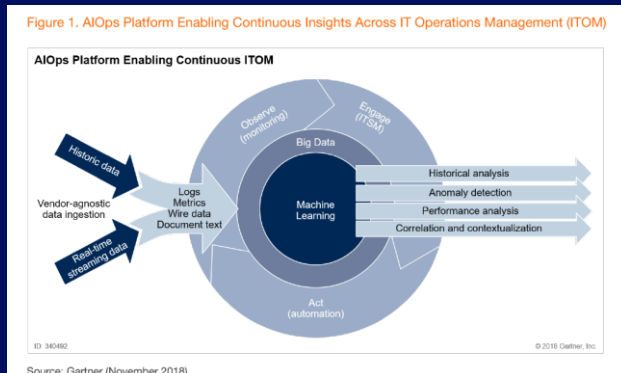 Figure 1. AIOps Platform Enabling Continuous Insights Across IT Operations Management (ITOM)
AIOps Platform Enabling Continuous ITOM
Observe
(monitoring)
Engage
(ITSM)
Big Data
Historic data
Vendor-agnostic
data ingestion
Real-time
streaming data
Logs
Metrics
Wire data
Document text
Machine
Learning
Historical analysis
Anomaly detection
Performance analysis
Correlation and contextualization
Act
(automation)
ID: 340492
© 2018 Gartner, Inc.
Source: Gartner (November 2018)